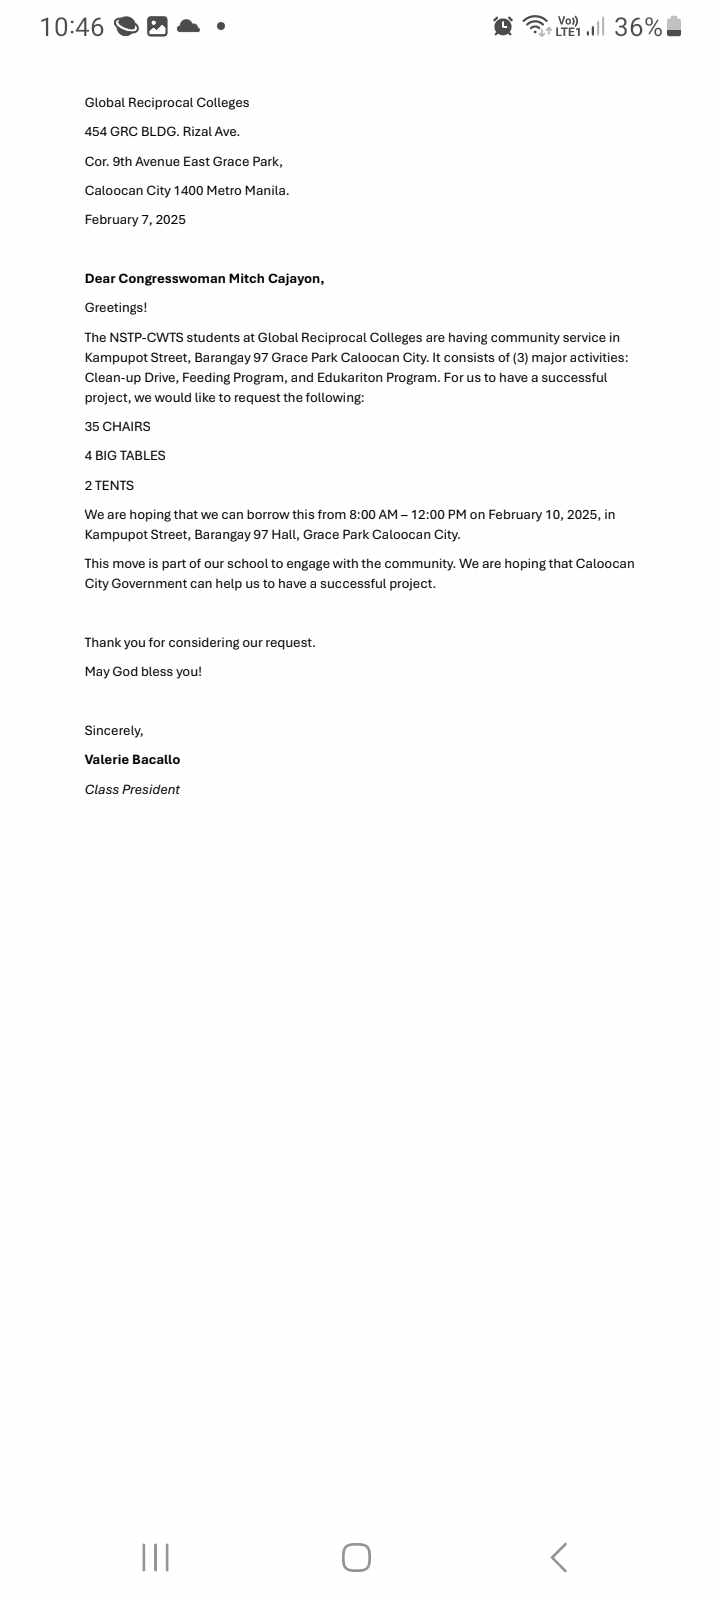 10:46
Vo))
LTE1
36%
Global Reciprocal Colleges
454 GRC BLDG. Rizal Ave.
Cor. 9th Avenue East Grace Park,
Caloocan City 1400 Metro Manila.
February 7, 2025
Dear Congresswoman Mitch Cajayon,
Greetings!
The NSTP-CWTS students at Global Reciprocal Colleges are having community service in
Kampupot Street, Barangay 97 Grace Park Caloocan City. It consists of (3) major activities:
Clean-up Drive, Feeding Program, and Edukariton Program. For us to have a successful
project, we would like to request the following:
35 CHAIRS
4 BIG TABLES
2 TENTS
We are hoping that we can borrow this from 8:00 AM – 12:00 PM on February 10, 2025, in
Kampupot Street, Barangay 97 Hall, Grace Park Caloocan City.
This move is part of our school to engage with the community. We are hoping that Caloocan
City Government can help us to have a successful project.
Thank you for considering our request.
May God bless you!
Sincerely,
Valerie Bacallo
Class President